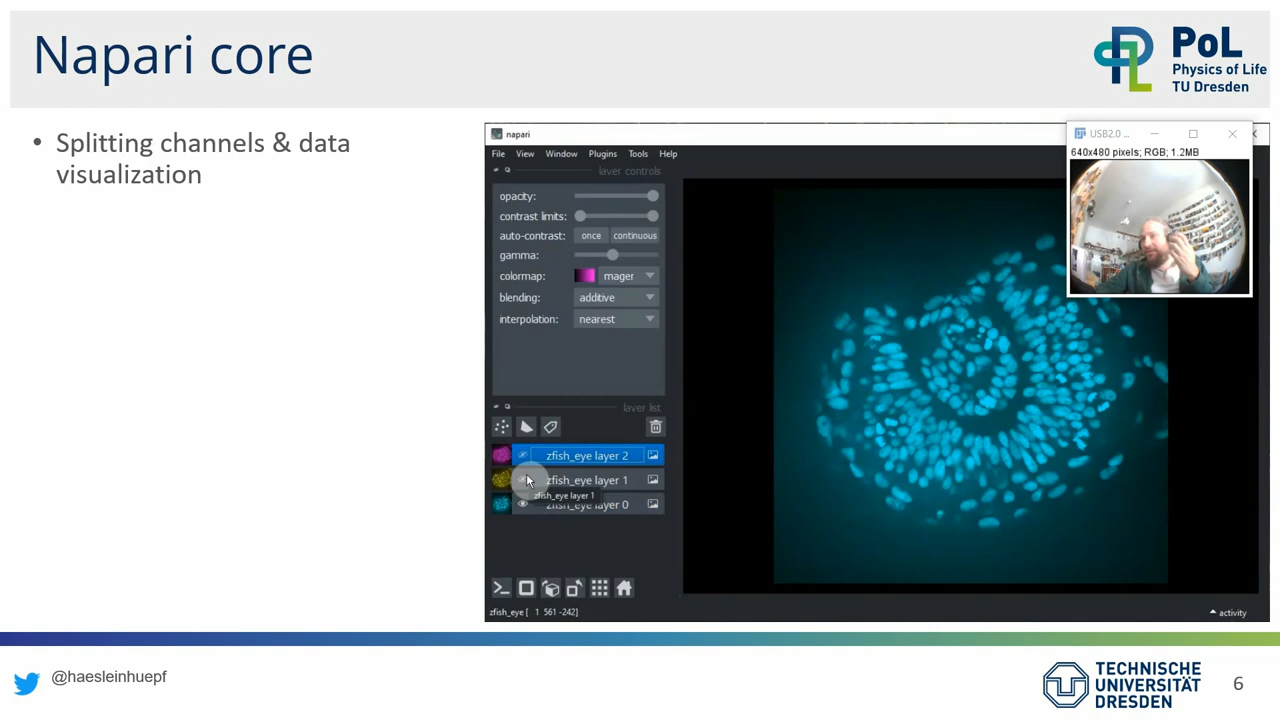 Napari core
PoL
Physics of Life
TU Dresden
• Splitting channels & data
visualization
napari
USB2.0 ...
640x480 pixels; RGB; 1.2MB
File View Window Plugins Tools Help
layer controls
opacity:
contrast limits:
auto-contrast: once continuous
gamma:
colormap: mager
blending: additive
interpolation: nearest
layer list
zfish_eye layer 2
zfish_eye layer 1
zfish_eye layer 1
zfish_eye layer 0
zfish_eye [ 1 561 -242]
activity
@haesleinhuepf
TECHNISCHE
UNIVERSITÄT
DRESDEN
6